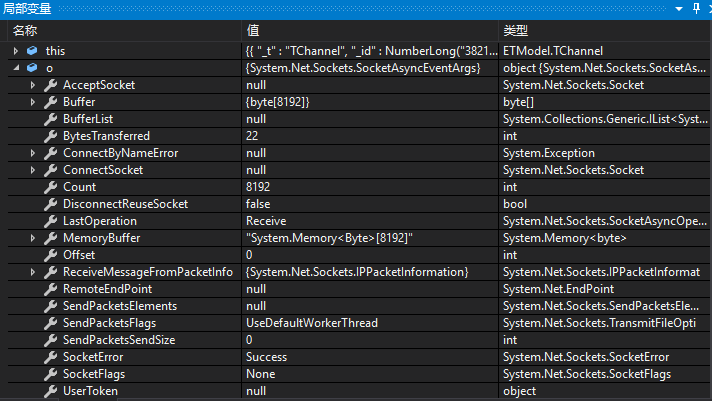 局部变量
名称 值 类型
this {{ "_t" : "TChannel", "_id" : NumberLong("3821... ETModel.TChannel
o {System.Net.Sockets.SocketAsyncEventArgs} object {System.Net.Sockets.SocketAs...
AcceptSocket null System.Net.Sockets.Socket
Buffer {byte[8192]} byte[]
BufferList null System.Collections.Generic.IList<Syst...
BytesTransferred 22 int
ConnectByNameError null System.Exception
ConnectSocket null System.Net.Sockets.Socket
Count 8192 int
DisconnectReuseSocket false bool
LastOperation Receive System.Net.Sockets.SocketAsyncOpe...
MemoryBuffer "System.Memory<Byte>[8192]" System.Memory<byte>
Offset 0 int
ReceiveMessageFromPacketInfo {System.Net.Sockets.IPPacketInformation} System.Net.Sockets.IPPacketInformat
RemoteEndPoint null System.Net.EndPoint
SendPacketsElements null System.Net.Sockets.SendPacketsEle...
SendPacketsFlags UseDefaultWorkerThread System.Net.Sockets.TransmitFileOpti
SendPacketsSendSize 0 int
SocketError Success System.Net.Sockets.SocketError
SocketFlags None System.Net.Sockets.SocketFlags
UserToken null object